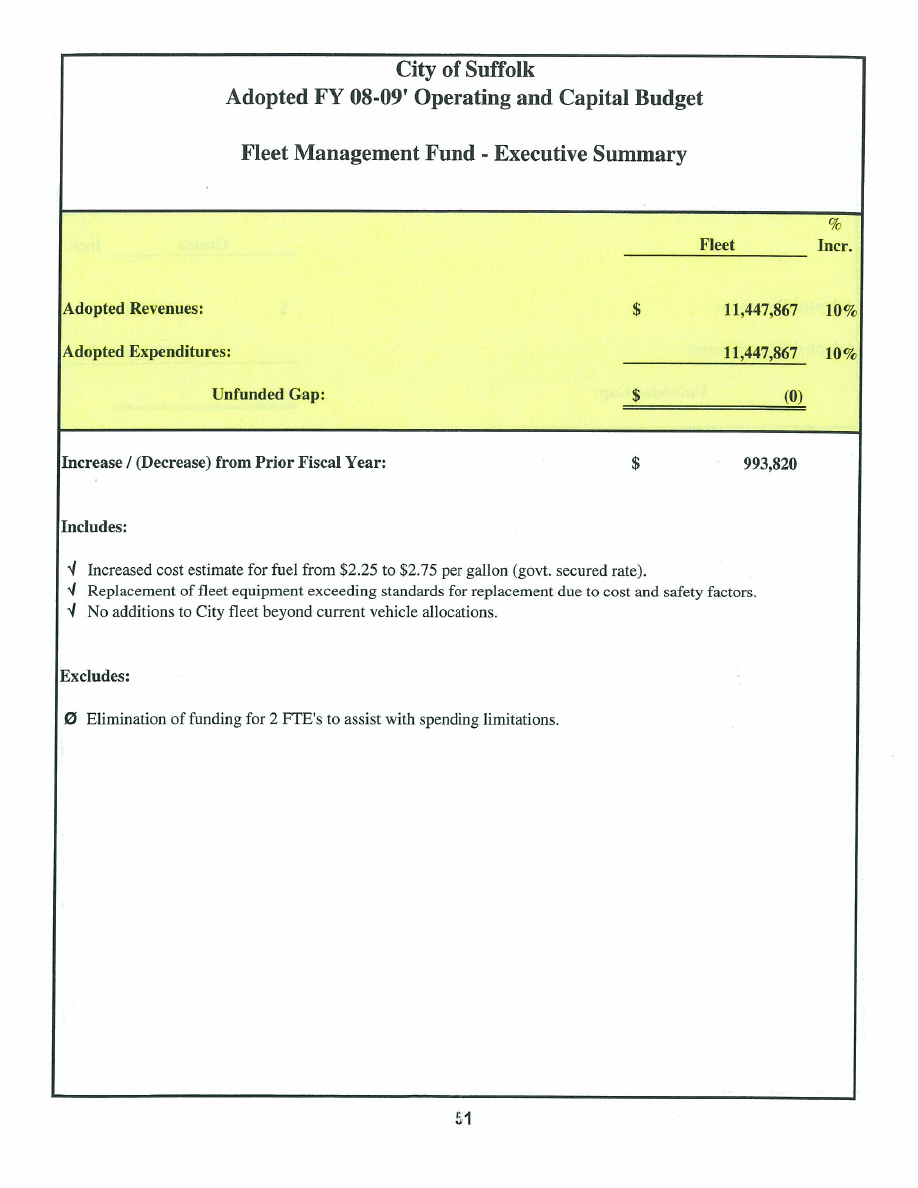 City of Suffolk
Adopted FY 08-09' Operating and Capital Budget
Fleet Management Fund - Executive Summary
%
Fleet Incr.
Adopted Revenues: $ 11,447,867 10%
Adopted Expenditures: 11,447,867 10%
Unfunded Gap: $ (0)
Increase / (Decrease) from Prior Fiscal Year: $ 993,820
Includes:
√ Increased cost estimate for fuel from $2.25 to $2.75 per gallon (govt. secured rate).
√ Replacement of fleet equipment exceeding standards for replacement due to cost and safety factors.
√ No additions to City fleet beyond current vehicle allocations.
Excludes:
Ø Elimination of funding for 2 FTE's to assist with spending limitations.
51